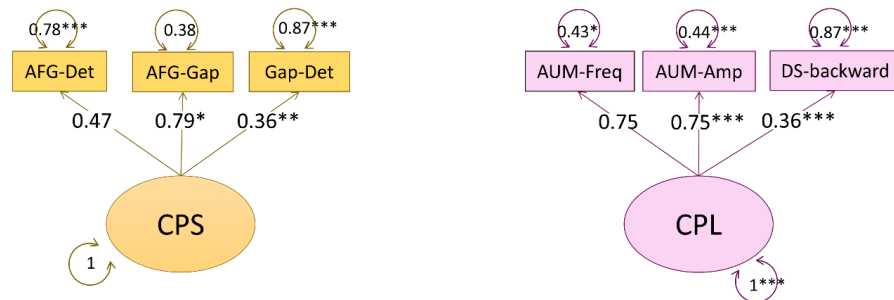 0.78*** 0.38 0.87*** 0.43* 0.44*** 0.87***
AFG-Det AFG-Gap Gap-Det AUM-Freq AUM-Amp DS-backward
0.47 0.79* 0.36** 0.75 0.75*** 0.36***
CPS CPL
1 1***